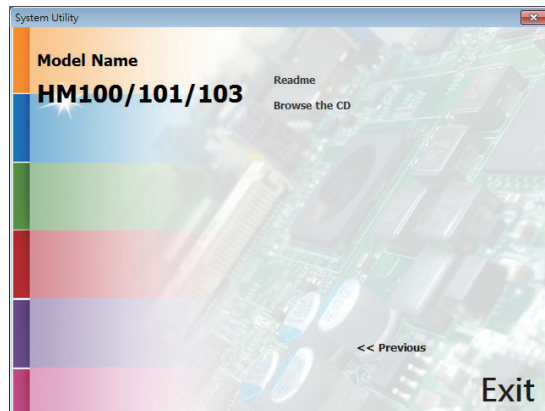 System Utility
Model Name
HM100/101/103
Readme
Browse the CD
<< Previous
Exit